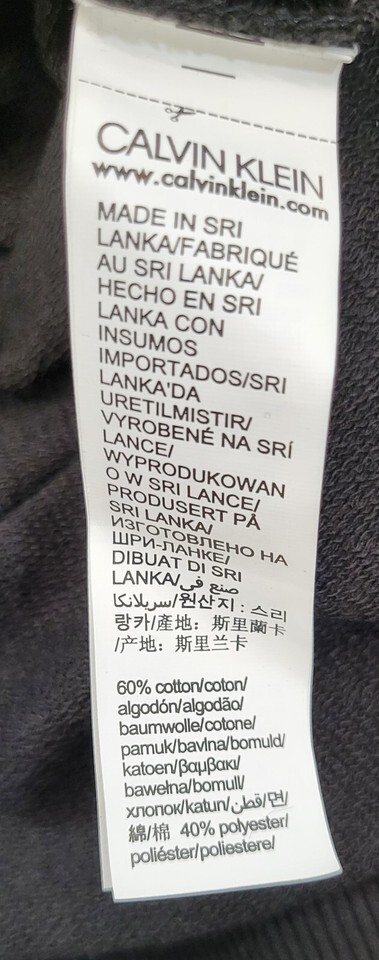 CALVIN KLEIN
www.calvinklein.com
MADE IN SRI
LANKA/FABRIQUÉ
AU SRI LANKA/
HECHO EN SRI
LANKA CON
INSUMOS
IMPORTADOS/SRI
LANKA'DA
URETILMISTIR/
VYROBENÉ NA SRÍ
LANCE/
WYPRODUKOWAN
O W SRI LANCE/
PRODUSERT PÅ
SRI LANKA/
ИЗГОТОВЛЕНО НА
ШРИ-ЛАНКЕ/
DIBUAT DI SRI
LANKA/صنع في
سريلانكا/원산지 : 스리
랑카/產地: 斯里蘭卡
/产地: 斯里兰卡
60% cotton/coton/
algodón/algodão/
baumwolle/cotone/
pamuk/bavlna/bomuld/
katoen/βαμβακι/
bawełna/bomull/
хлопок/katun/قطن/면/
綿/棉 40% polyester/
poliéster/poliestere/